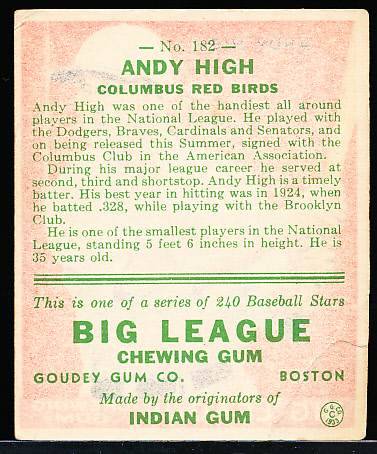 — No. 182 —
ANDY HIGH
COLUMBUS RED BIRDS
Andy High was one of the handiest all around
players in the National League. He played with
the Dodgers, Braves, Cardinals and Senators, and
on being released this Summer, signed with the
Columbus Club in the American Association.
During his major league career he served at
second, third and shortstop. Andy High is a timely
batter. His best year in hitting was in 1924, when
he batted .328, while playing with the Brooklyn
Club.
He is one of the smallest players in the National
League, standing 5 feet 6 inches in height. He is
35 years old.
This is one of a series of 240 Baseball Stars
BIG LEAGUE
CHEWING GUM
GOUDEY GUM CO. BOSTON
Made by the originators of
INDIAN GUM
C
1933